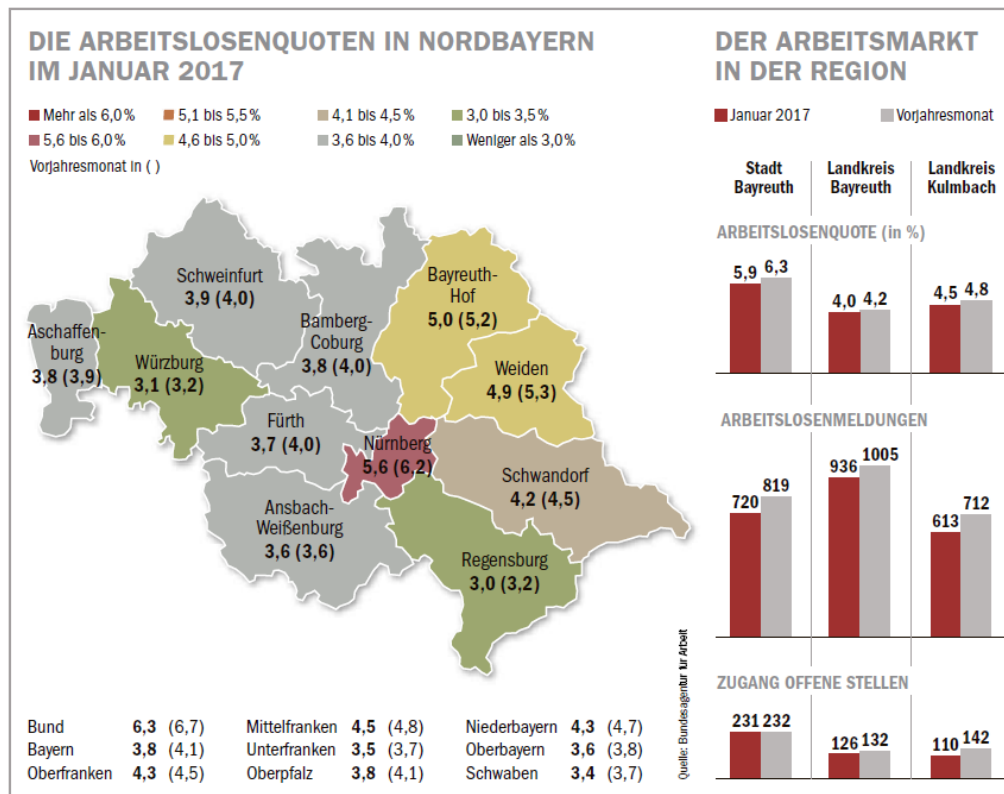 DIE ARBEITSLOSENQUOTEN IN NORDBAYERN
IM JANUAR 2017
Mehr als 6,0% 5,1 bis 5,5% 4,1 bis 4,5% 3,0 bis 3,5%
5,6 bis 6,0% 4,6 bis 5,0% 3,6 bis 4,0% Weniger als 3,0%
Vorjahresmonat in ( )
Schweinfurt
3,9 (4,0)
Bayreuth-
Hof
5,0 (5,2)
Aschaffen-
burg
3,8 (3,9)
Würzburg
3,1 (3,2)
Bamberg-
Coburg
3,8 (4,0)
Weiden
4,9 (5,3)
Fürth
3,7 (4,0)
Nürnberg
5,6 (6,2)
Schwandorf
4,2 (4,5)
Ansbach-
Weißenburg
3,6 (3,6)
Regensburg
3,0 (3,2)
Bund 6,3 (6,7) Mittelfranken 4,5 (4,8) Niederbayern 4,3 (4,7)
Bayern 3,8 (4,1) Unterfranken 3,5 (3,7) Oberbayern 3,6 (3,8)
Oberfranken 4,3 (4,5) Oberpfalz 3,8 (4,1) Schwaben 3,4 (3,7)
Quelle: Bundesagentur für Arbeit
DER ARBEITSMARKT
IN DER REGION
Januar 2017 Vorjahresmonat
Stadt Landkreis Landkreis
Bayreuth Bayreuth Kulmbach
ARBEITSLOSENQUOTE (in %)
5,9 6,3 4,0 4,2 4,5 4,8
ARBEITSLOSENMELDUNGEN
720 819 936 1005 613 712
ZUGANG OFFENE STELLEN
231 232 126 132 110 142